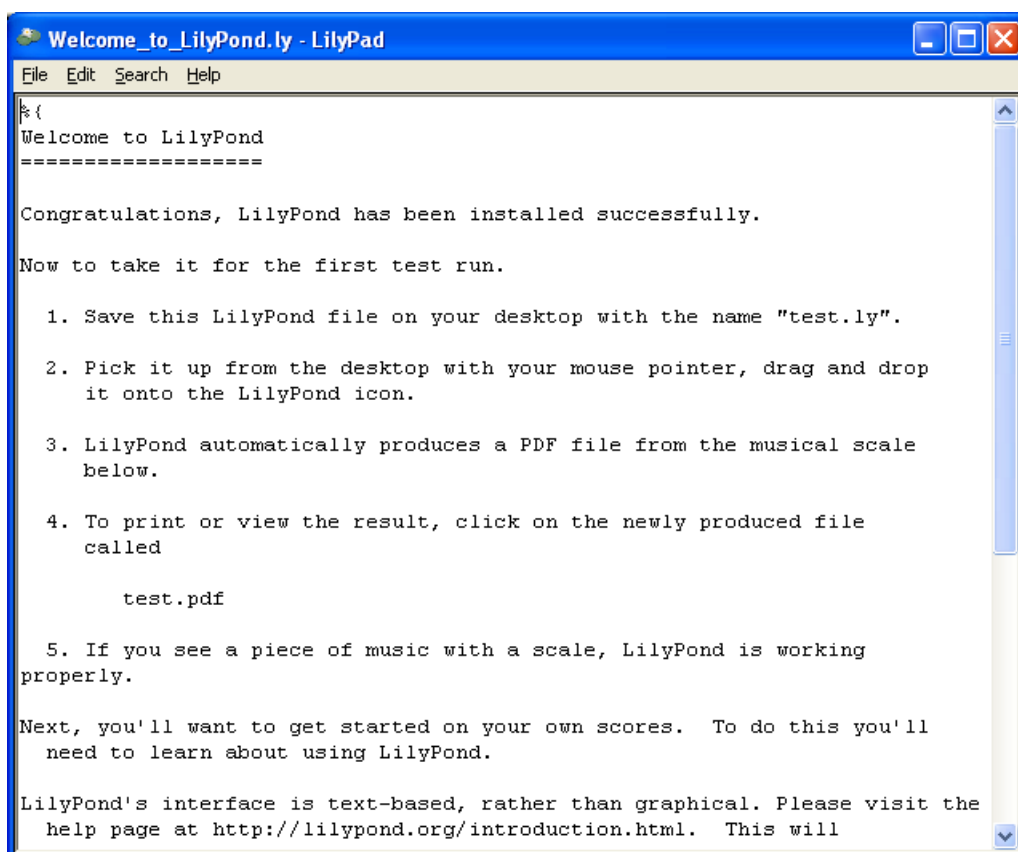 Welcome_to_LilyPond.ly - LilyPad
File Edit Search Help
%{
Welcome to LilyPond
===================
Congratulations, LilyPond has been installed successfully.
Now to take it for the first test run.
1. Save this LilyPond file on your desktop with the name "test.ly".
2. Pick it up from the desktop with your mouse pointer, drag and drop
it onto the LilyPond icon.
3. LilyPond automatically produces a PDF file from the musical scale
below.
4. To print or view the result, click on the newly produced file
called
test.pdf
5. If you see a piece of music with a scale, LilyPond is working
properly.
Next, you'll want to get started on your own scores.  To do this you'll
need to learn about using LilyPond.
LilyPond's interface is text-based, rather than graphical. Please visit the
help page at http://lilypond.org/introduction.html.  This will